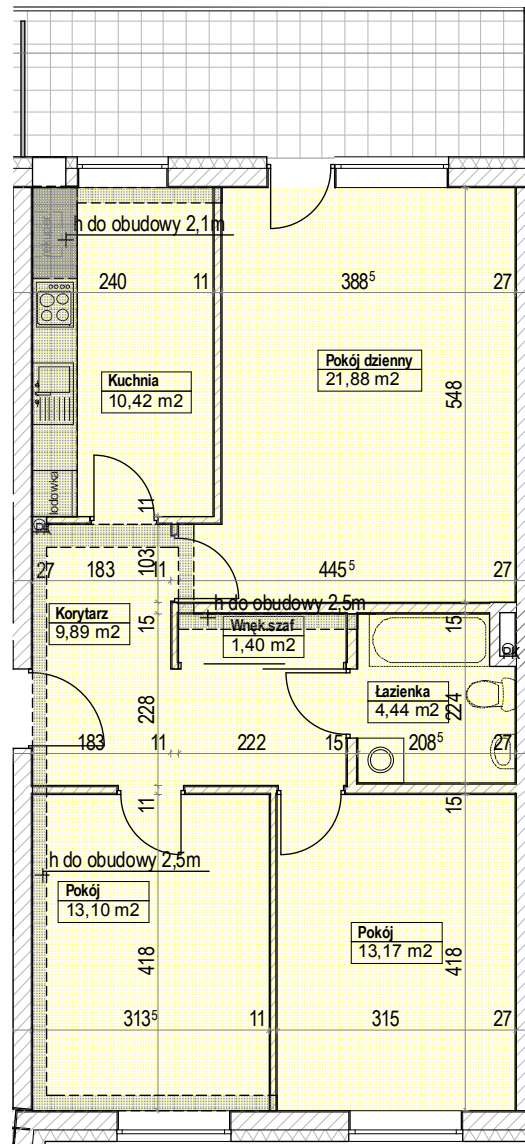 h do obudowy 2,1m
240
11
388⁵
27
Kuchnia
10,42 m2
Pokój dzienny
21,88 m2
548
lodówka
11
27
183
103
11
445⁵
27
Korytarz
9,89 m2
15
h do obudowy 2,5m
Wnęk.szaf
1,40 m2
15
Łazienka
4,44 m2
224
228
183
11
222
15
208⁵
27
11
15
h do obudowy 2,5m
Pokój
13,10 m2
Pokój
13,17 m2
418
418
313⁵
11
315
27